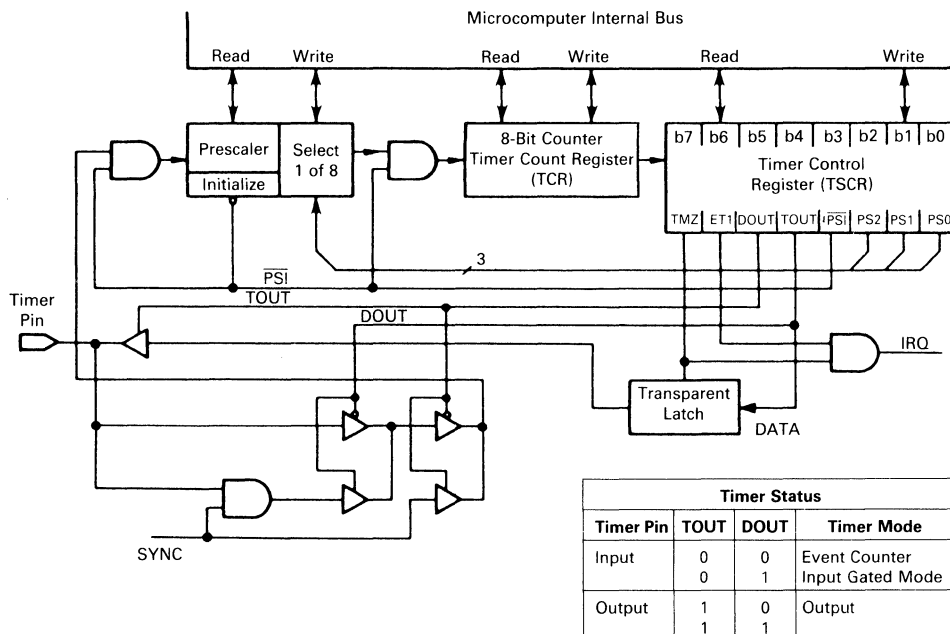 Microcomputer Internal Bus
Read
Write
Read
Write
Read
Write
Prescaler
Initialize
Select
1 of 8
8-Bit Counter
Timer Count Register
(TCR)
b7 b6 b5 b4 b3 b2 b1 b0
Timer Control
Register (TSCR)
TMZ ET1 DOUT TOUT PSI PS2 PS1 PS0
3
PSI
TOUT
DOUT
Timer
Pin
IRQ
Transparent
Latch
DATA
SYNC
Timer Status
Timer Pin TOUT DOUT Timer Mode
Input 0 0 Event Counter
0 1 Input Gated Mode
Output 1 0 Output
1 1